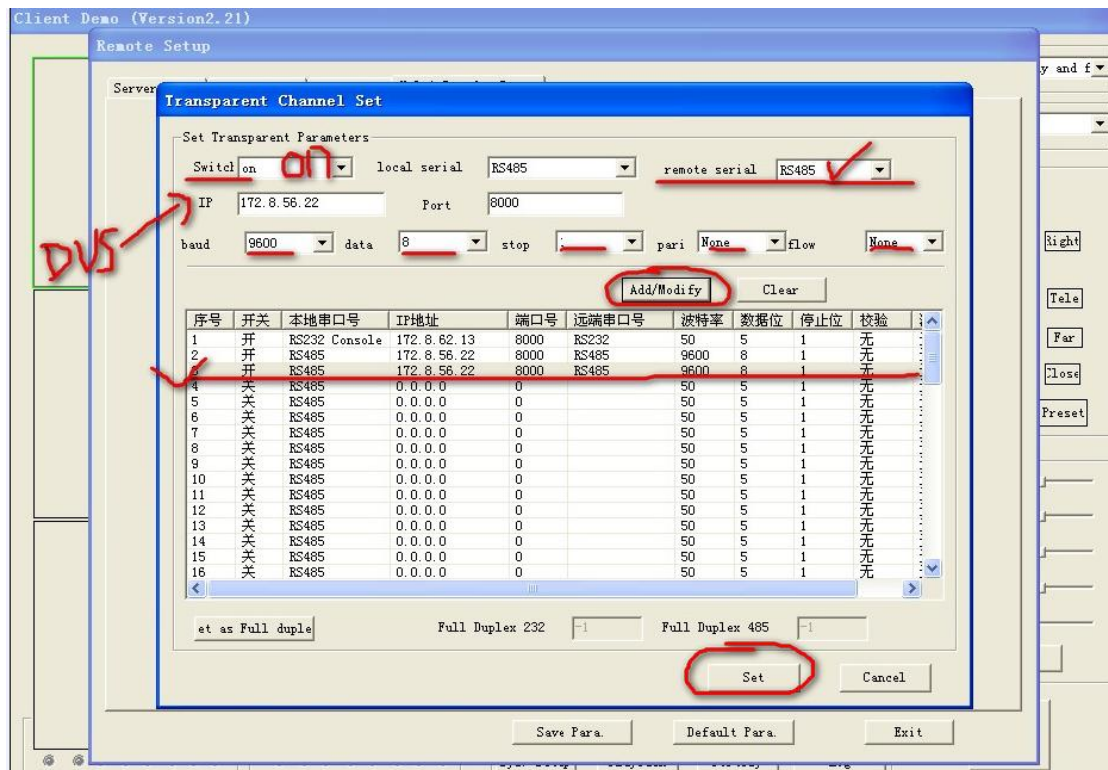 Client Demo (Version2.21)
Remote Setup
Server
y and f
Transparent Channel Set
Set Transparent Parameters
Switch on on local serial RS485 remote serial RS485
DVS IP 172.8.56.22 Port 8000
baud 9600 data 8 stop pari None flow None
Right
Add/Modify Clear
Tele
序号 开关 本地串口号 IP地址 端口号 远端串口号 波特率 数据位 停止位 校验
1 开 RS232 Console 172.8.62.13 8000 RS232 50 5 1 无
Far
2 开 RS485 172.8.56.22 8000 RS485 9600 8 1 无
3 开 RS485 172.8.56.22 8000 RS485 9600 8 1 无
Close
4 关 RS485 0.0.0.0 0 50 5 1 无
5 关 RS485 0.0.0.0 0 50 5 1 无
6 关 RS485 0.0.0.0 0 50 5 1 无
Preset
7 关 RS485 0.0.0.0 0 50 5 1 无
8 关 RS485 0.0.0.0 0 50 5 1 无
9 关 RS485 0.0.0.0 0 50 5 1 无
10 关 RS485 0.0.0.0 0 50 5 1 无
11 关 RS485 0.0.0.0 0 50 5 1 无
12 关 RS485 0.0.0.0 0 50 5 1 无
13 关 RS485 0.0.0.0 0 50 5 1 无
14 关 RS485 0.0.0.0 0 50 5 1 无
15 关 RS485 0.0.0.0 0 50 5 1 无
16 关 RS485 0.0.0.0 0 50 5 1 无
et as Full duple Full Duplex 232 -1 Full Duplex 485 -1
Set Cancel
Save Para. Default Para. Exit